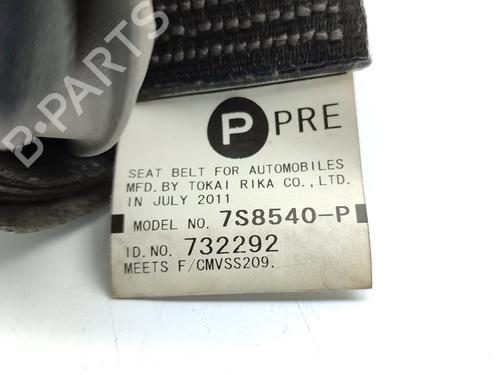 P PRE
SEAT BELT FOR AUTOMOBILES
MFD. BY TOKAI RIKA CO., LTD.
IN JULY 2011
MODEL NO. 7S8540-P
ID. NO. 732292
MEETS F/CMVSS209.
B-PARTS